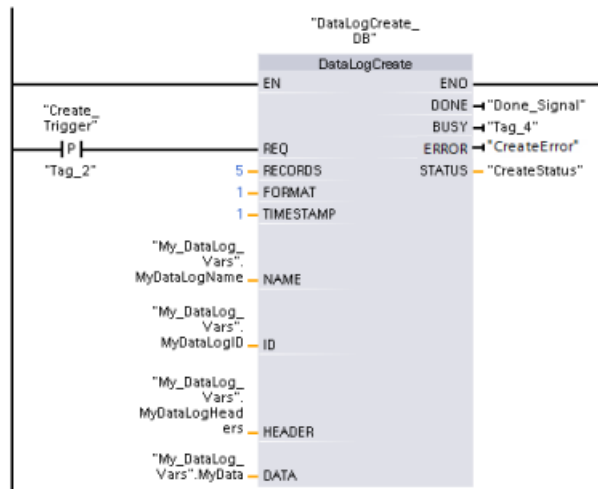 "DataLogCreate_
DB"
DataLogCreate
EN
ENO
DONE
"Done_Signal"
"Create_
Trigger"
BUSY
"Tag_4"
P
REQ
ERROR
"CreateError"
"Tag_2"
5
RECORDS
STATUS
"CreateStatus"
1
FORMAT
1
TIMESTAMP
"My_DataLog_
Vars".
MyDataLogName
NAME
"My_DataLog_
Vars".
MyDataLogID
ID
"My_DataLog_
Vars".
MyDataLogHead
ers
HEADER
"My_DataLog_
Vars".MyData
DATA